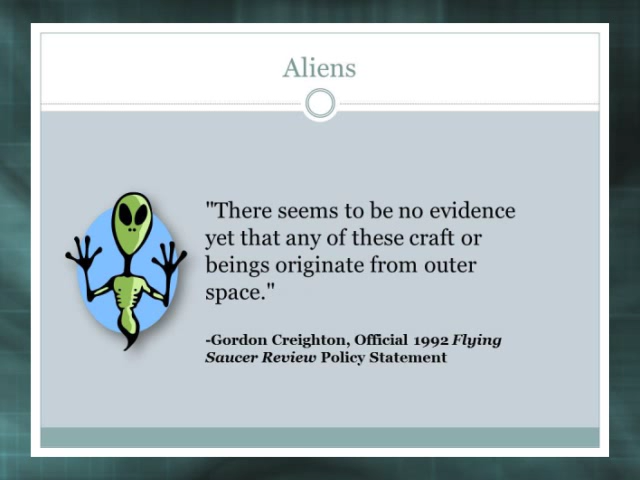 Aliens
"There seems to be no evidence
yet that any of these craft or
beings originate from outer
space."
-Gordon Creighton, Official 1992 Flying
Saucer Review Policy Statement